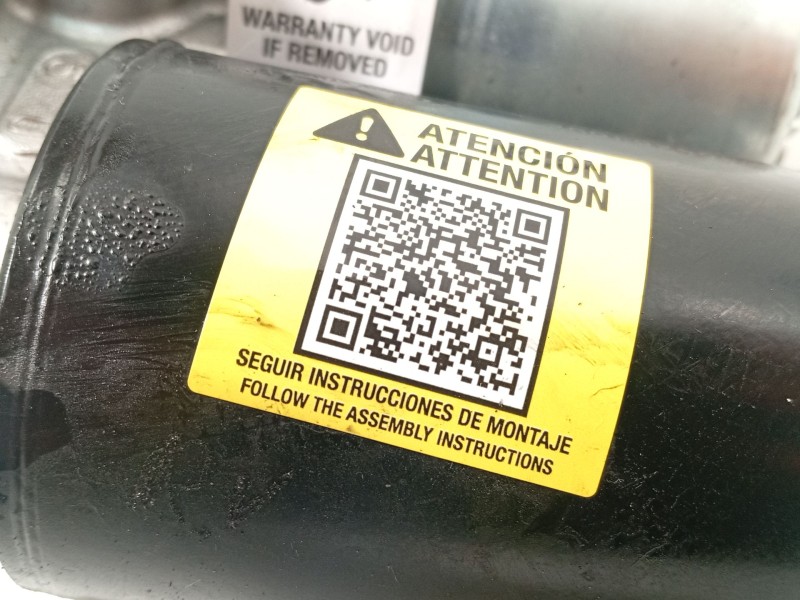 WARRANTY VOID
IF REMOVED
ATENCIÓN
ATTENTION
SEGUIR INSTRUCCIONES DE MONTAJE
FOLLOW THE ASSEMBLY INSTRUCTIONS